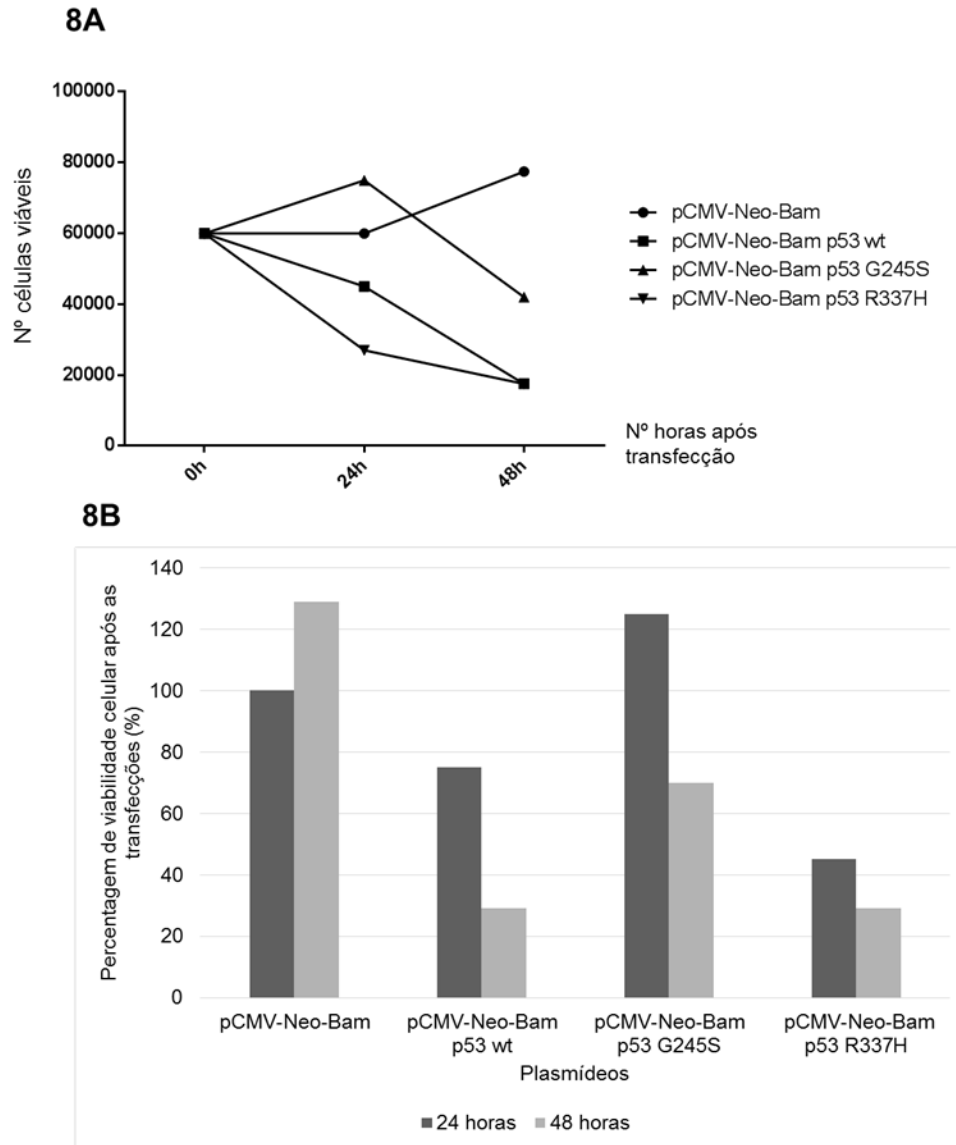 8A
100000
80000
60000
40000
20000
0
Nº células viáveis
0h
24h
48h
Nº horas após
transfecção
pCMV-Neo-Bam
pCMV-Neo-Bam p53 wt
pCMV-Neo-Bam p53 G245S
pCMV-Neo-Bam p53 R337H
8B
Percentagem de viabilidade celular após as
transfecções (%)
140
120
100
80
60
40
20
0
pCMV-Neo-Bam
pCMV-Neo-Bam
p53 wt
pCMV-Neo-Bam
p53 G245S
pCMV-Neo-Bam
p53 R337H
Plasmídeos
24 horas
48 horas